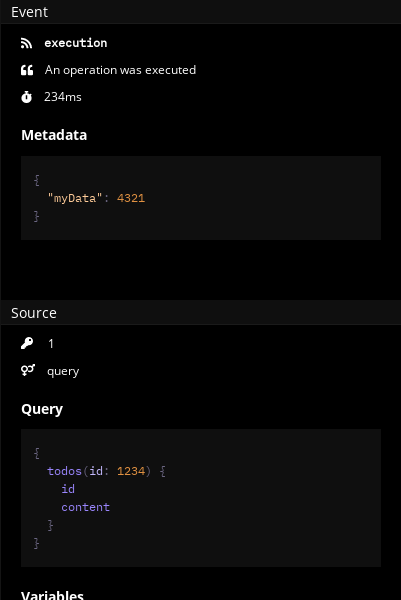 Event
execution
An operation was executed
234ms
Metadata
{
  "myData": 4321
}
Source
1
query
Query
{
  todos(id: 1234) {
    id
    content
  }
}
Variables